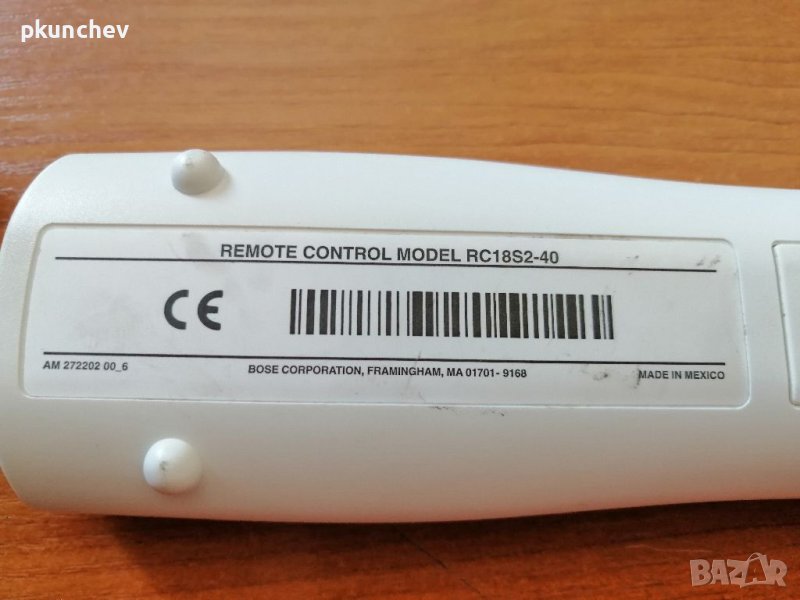 pkunchev
REMOTE CONTROL MODEL RC18S2-40
CE
AM 272202 00_6
BOSE CORPORATION, FRAMINGHAM, MA 01701- 9168
MADE IN MEXICO
BAZAR